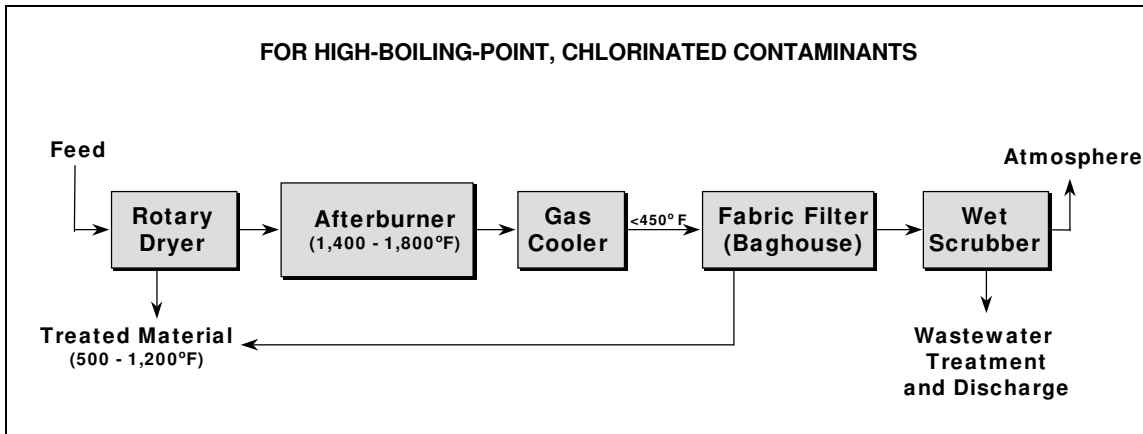 FOR HIGH-BOILING-POINT, CHLORINATED CONTAMINANTS
Feed
Atmosphere
Rotary
Dryer
Afterburner
(1,400 - 1,800°F)
Gas
Cooler
<450° F
Fabric Filter
(Baghouse)
Wet
Scrubber
Treated Material
(500 - 1,200°F)
Wastewater
Treatment
and Discharge